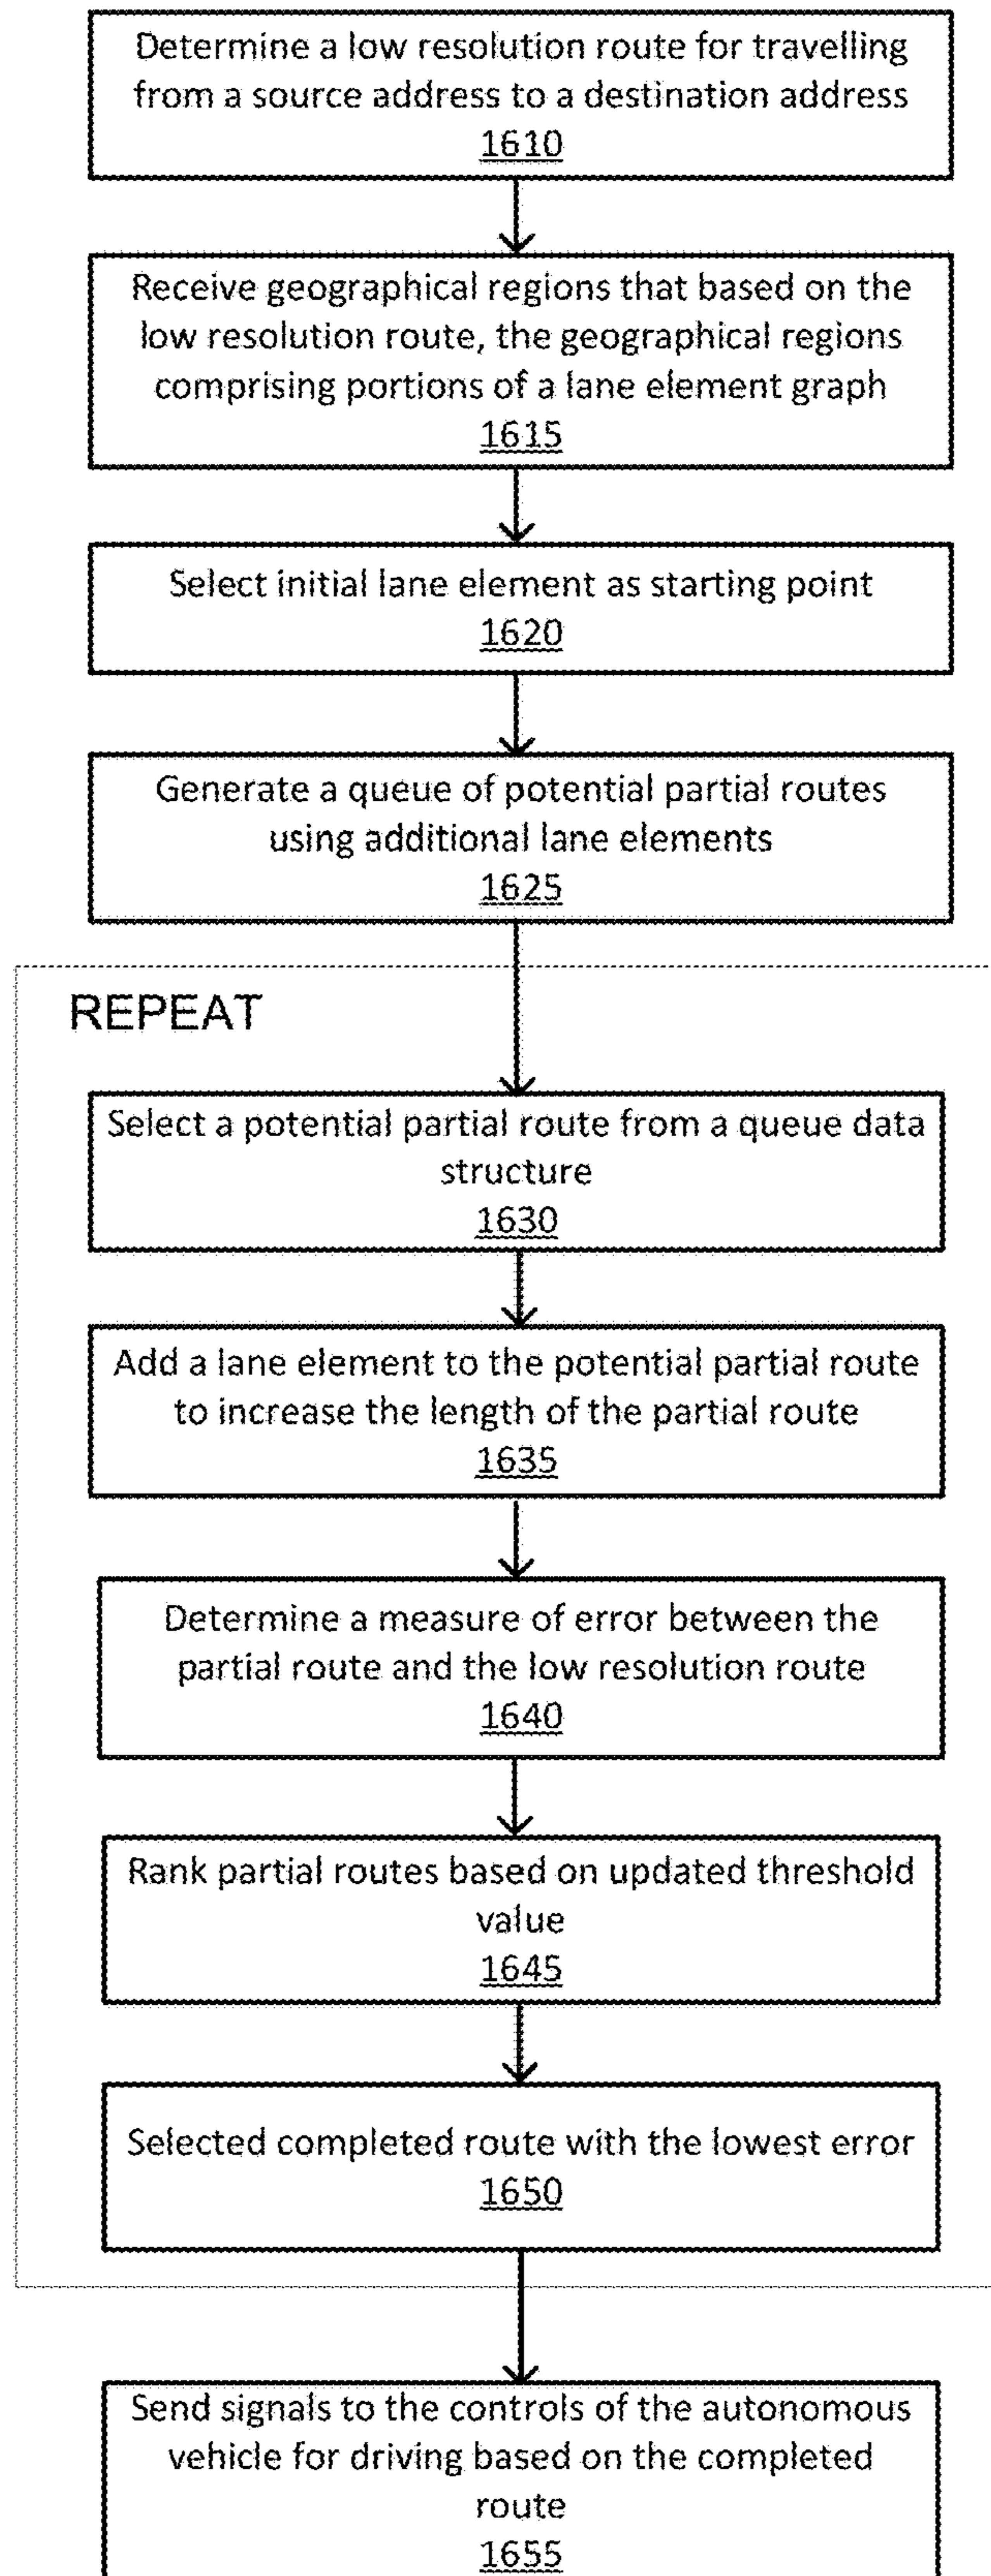 Determine a low resolution route for travelling
from a source address to a destination address
1610
Receive geographical regions that based on the
low resolution route, the geographical regions
comprising portions of a lane element graph
1615
Select initial lane element as starting point
1620
Generate a queue of potential partial routes
using additional lane elements
1625
REPEAT
Select a potential partial route from a queue data
structure
1630
Add a lane element to the potential partial route
to increase the length of the partial route
1635
Determine a measure of error between the
partial route and the low resolution route
1640
Rank partial routes based on updated threshold
value
1645
Selected completed route with the lowest error
1650
Send signals to the controls of the autonomous
vehicle for driving based on the completed
route
1655